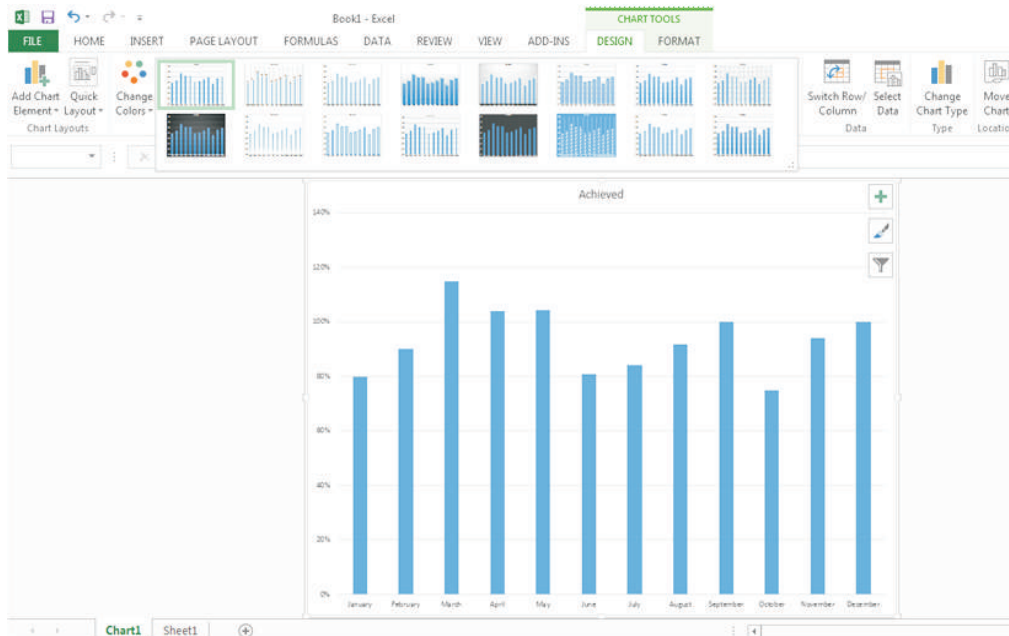 Book1 - Excel
CHART TOOLS
FILE HOME INSERT PAGE LAYOUT FORMULAS DATA REVIEW VIEW ADD-INS DESIGN FORMAT
Add Chart Element
Quick Layout
Change Colors
Switch Row/ Column
Select Data
Change Chart Type
Move Chart
Chart Layouts
Data
Type
Location
Achieved
140%
120%
100%
80%
60%
40%
20%
0%
January February March April May June July August September October November December
Chart1 Sheet1